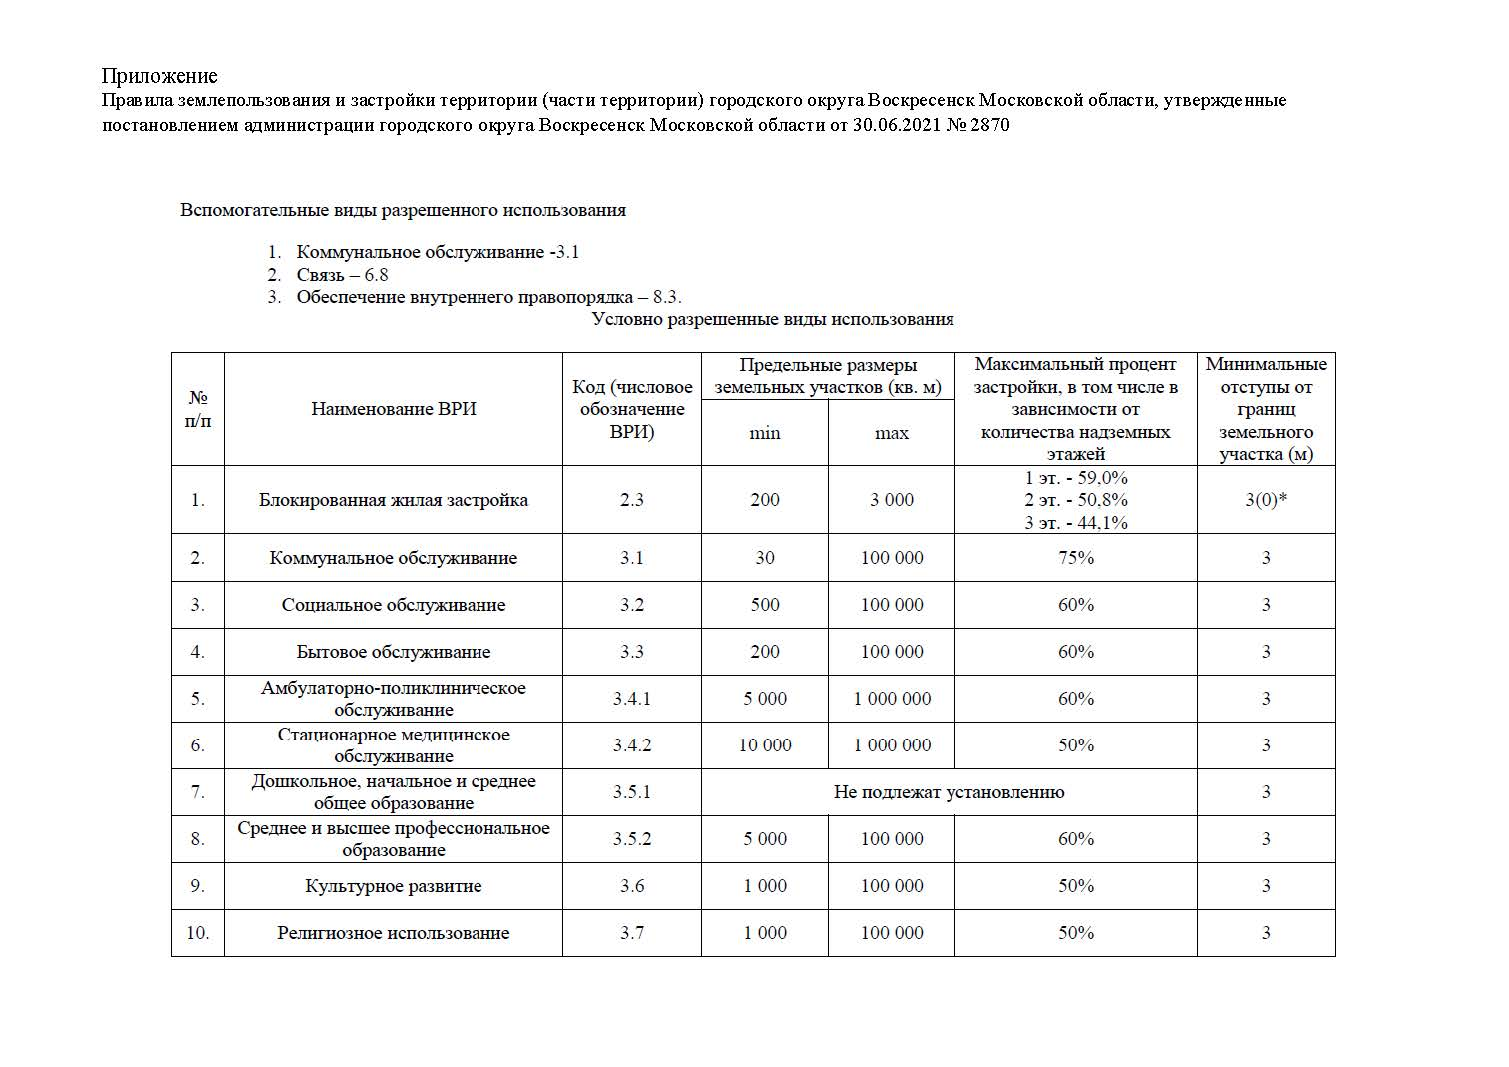 Приложение
Правила землепользования и застройки территории (части территории) городского округа Воскресенск Московской области, утвержденные
постановлением администрации городского округа Воскресенск Московской области от 30.06.2021 № 2870
Вспомогательные виды разрешенного использования
1. Коммунальное обслуживание -3.1
2. Связь – 6.8
3. Обеспечение внутреннего правопорядка – 8.3.
Условно разрешенные виды использования
№
п/п
Наименование ВРИ
Код (числовое
обозначение
ВРИ)
Предельные размеры
земельных участков (кв. м)
min
max
Максимальный процент
застройки, в том числе в
зависимости от
количества надземных
этажей
Минимальные
отступы от
границ
земельного
участка (м)
1.
Блокированная жилая застройка
2.3
200
3 000
1 эт. - 59,0%
2 эт. - 50,8%
3 эт. - 44,1%
3(0)*
2.
Коммунальное обслуживание
3.1
30
100 000
75%
3
3.
Социальное обслуживание
3.2
500
100 000
60%
3
4.
Бытовое обслуживание
3.3
200
100 000
60%
3
5.
Амбулаторно-поликлиническое
обслуживание
3.4.1
5 000
1 000 000
60%
3
6.
Стационарное медицинское
обслуживание
3.4.2
10 000
1 000 000
50%
3
7.
Дошкольное, начальное и среднее
общее образование
3.5.1
Не подлежат установлению
3
8.
Среднее и высшее профессиональное
образование
3.5.2
5 000
100 000
60%
3
9.
Культурное развитие
3.6
1 000
100 000
50%
3
10.
Религиозное использование
3.7
1 000
100 000
50%
3